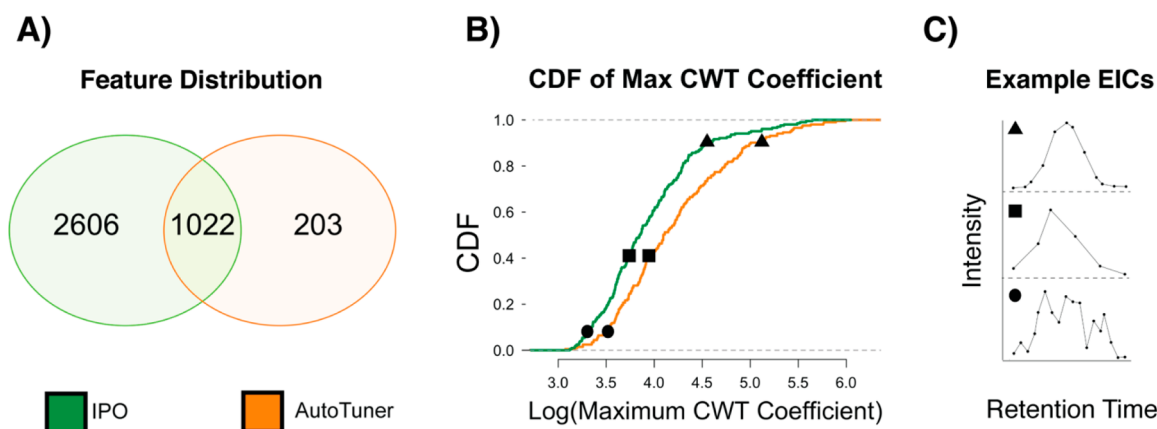 A)
Feature Distribution
2606
1022
203
IPO
AutoTuner
B)
CDF of Max CWT Coefficient
CDF
1.0
0.8
0.6
0.4
0.2
0.0
3.0
3.5
4.0
4.5
5.0
5.5
6.0
Log(Maximum CWT Coefficient)
C)
Example EICs
Intensity
Retention Time